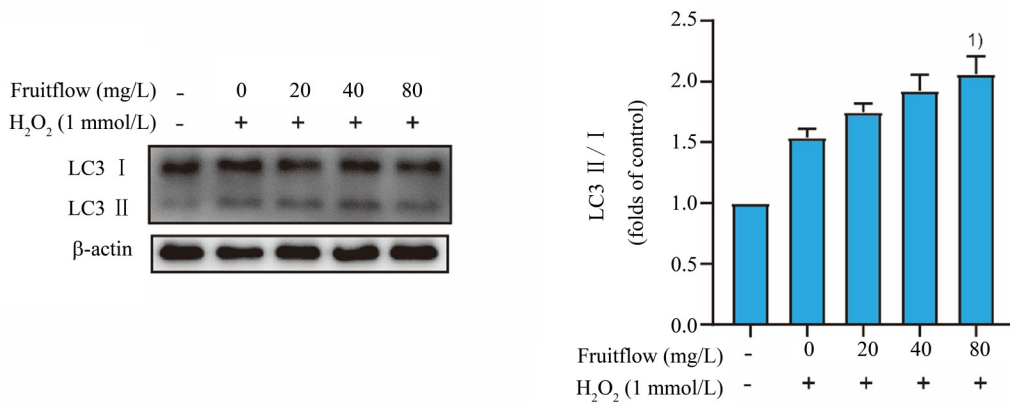 Fruitflow (mg/L) - 0 20 40 80
H₂O₂ (1 mmol/L) - + + + +
LC3 Ⅰ
LC3 Ⅱ
β-actin
LC3 Ⅱ / Ⅰ
(folds of control)
2.5
2.0
1.5
1.0
0.5
0.0
1)
Fruitflow (mg/L) - 0 20 40 80
H₂O₂ (1 mmol/L) - + + + +